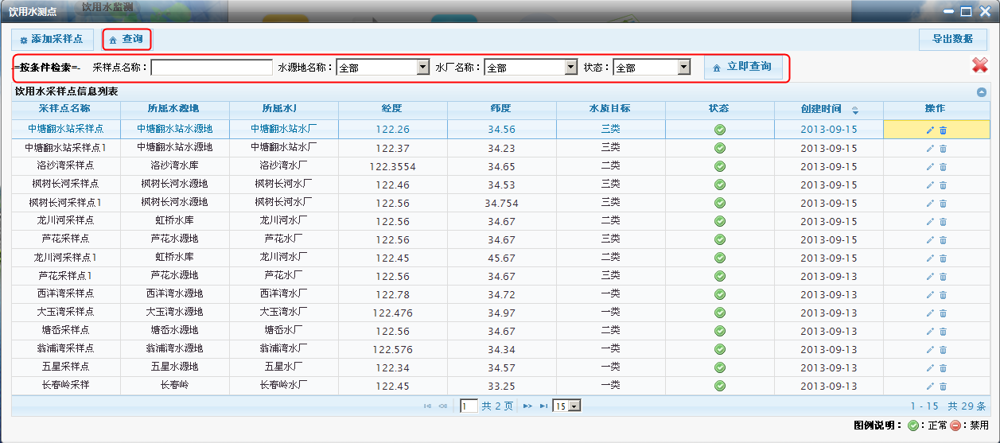 饮用水测点 饮用水监测
添加采样点 查询 导出数据
-=按条件检索=- 采样点名称： 水源地名称： 全部 水厂名称： 全部 状态： 全部 立即查询
饮用水采样点信息列表
采样点名称 所属水源地 所属水厂 经度 纬度 水质目标 状态 创建时间 操作
中塘翻水站采样点 中塘翻水站水源地 中塘翻水站水厂 122.26 34.56 三类 2013-09-15
中塘翻水站采样点1 中塘翻水站水源地 中塘翻水站水厂 122.37 34.23 三类 2013-09-15
洛沙湾采样点 洛沙湾水库 洛沙湾水厂 122.3554 34.65 二类 2013-09-15
枫树长河采样点 枫树长河水源地 枫树长河水厂 122.46 34.53 三类 2013-09-15
枫树长河采样点1 枫树长河水源地 枫树长河水厂 122.56 34.754 三类 2013-09-15
龙川河采样点 虹桥水库 龙川河水厂 122.56 34.67 二类 2013-09-15
芦花采样点 芦花水源地 芦花水厂 122.56 34.67 三类 2013-09-15
龙川河采样点1 虹桥水库 龙川河水厂 122.45 45.67 二类 2013-09-15
芦花采样点1 芦花水源地 芦花水厂 122.56 34.67 三类 2013-09-13
西洋湾采样点 西洋湾水源地 西洋湾水厂 122.78 34.72 一类 2013-09-13
大玉湾采样点 大玉湾水源地 大玉湾水厂 122.476 34.97 一类 2013-09-13
塘岙采样点 塘岙水源地 塘岙水厂 122.56 34.67 二类 2013-09-13
翁浦湾采样点 翁浦湾水源地 翁浦湾水厂 122.576 34.34 一类 2013-09-13
五星采样点 五星水源地 五星水厂 122.34 34.57 一类 2013-09-13
长春岭采样 长春岭 长春岭水厂 122.45 33.25 一类 2013-09-13
1 共 2 页 15 1 - 15 共 29 条
图例说明： ：正常 ：禁用